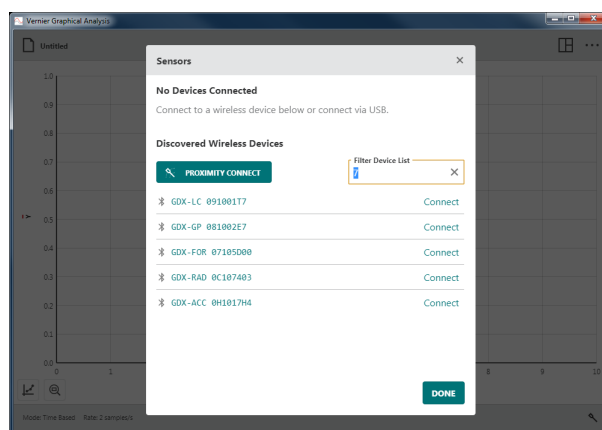 Vernier Graphical Analysis
Untitled
Sensors
No Devices Connected
Connect to a wireless device below or connect via USB.
Discovered Wireless Devices
PROXIMITY CONNECT
Filter Device List
7
GDX-LC 091001T7 Connect
GDX-GP 081002E7 Connect
GDX-FOR 07105D00 Connect
GDX-RAD 0C107403 Connect
GDX-ACC 0H1017H4 Connect
DONE
1.0
0.9
0.8
0.7
0.6
0.5
0.4
0.3
0.2
0.1
0.0
0 1 8 9 10
Mode: Time Based Rate: 2 samples/s